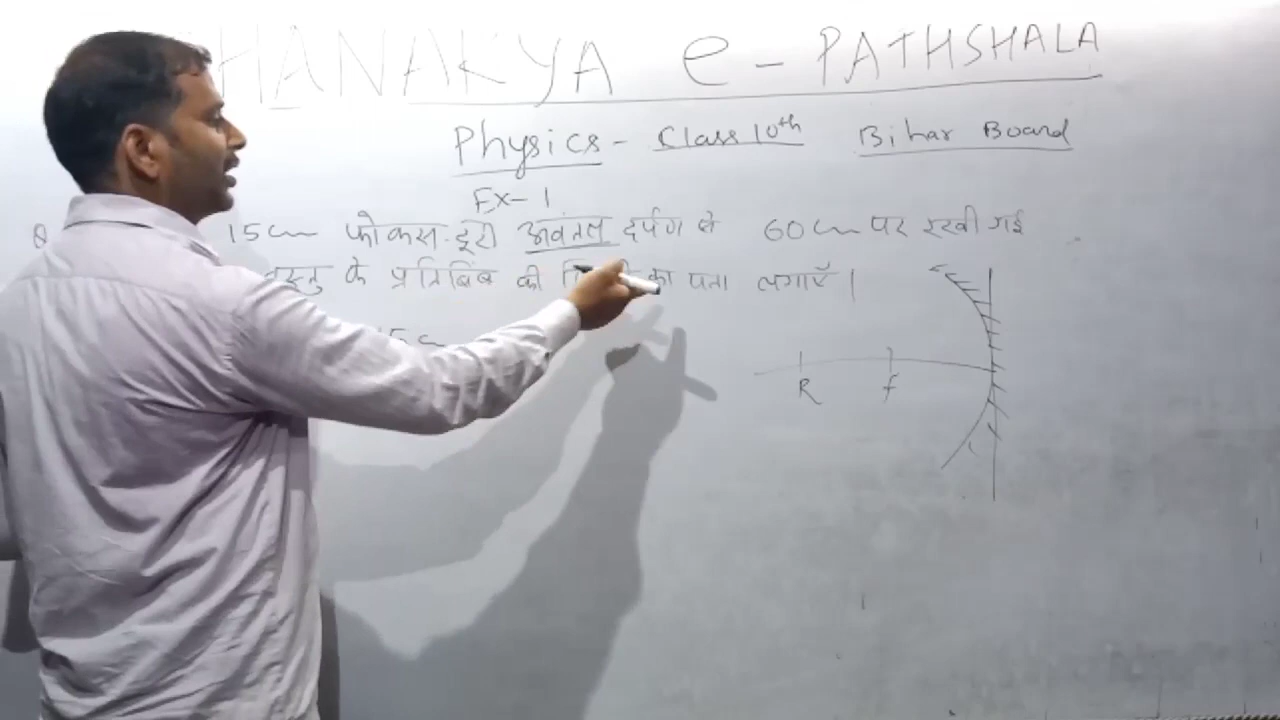 HANAKYA e - PATHSHALA
Physics - Class 10th Bihar Board
Ex-1
Q 15cm फोकस-दूरी अवतल दर्पण से 60cm पर रखी गई
वस्तु के प्रतिबिंब की का पता लगाएँ।
15c
R f